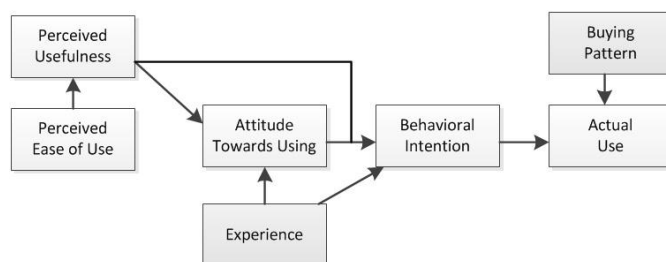 Perceived
Usefulness
Buying
Pattern
Perceived
Ease of Use
Attitude
Towards Using
Behavioral
Intention
Actual
Use
Experience